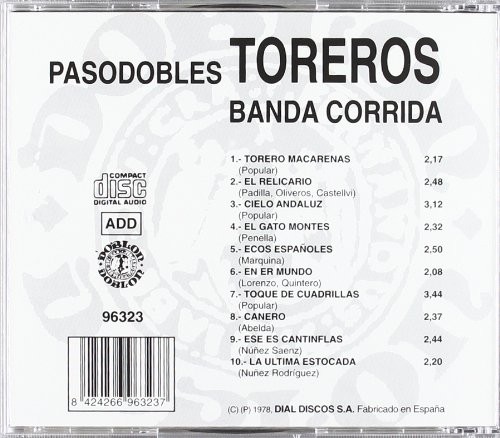 PASODOBLES TOREROS
BANDA CORRIDA
1.- TORERO MACARENAS 2,17
(Popular)
2.- EL RELICARIO 2,48
(Padilla, Oliveros, Castellvi)
3.- CIELO ANDALUZ 3,12
(Popular)
4.- EL GATO MONTES 2,32
(Penella)
5.- ECOS ESPAÑOLES 2,50
(Marquina)
6.- EN ER MUNDO 2,08
(Lorenzo, Quintero)
7.- TOQUE DE CUADRILLAS 3,44
(Popular)
8.- CANERO 2,37
(Abelda)
9.- ESE ES CANTINFLAS 2,44
(Núñez Saenz)
10.- LA ULTIMA ESTOCADA 2,20
(Nuñez Rodríguez)
COMPACT
disc
DIGITAL AUDIO
ADD
DOBLON
DOBLON
96323
8 424266 963237
(C) (P) 1978, DIAL DISCOS S.A. Fabricado en España